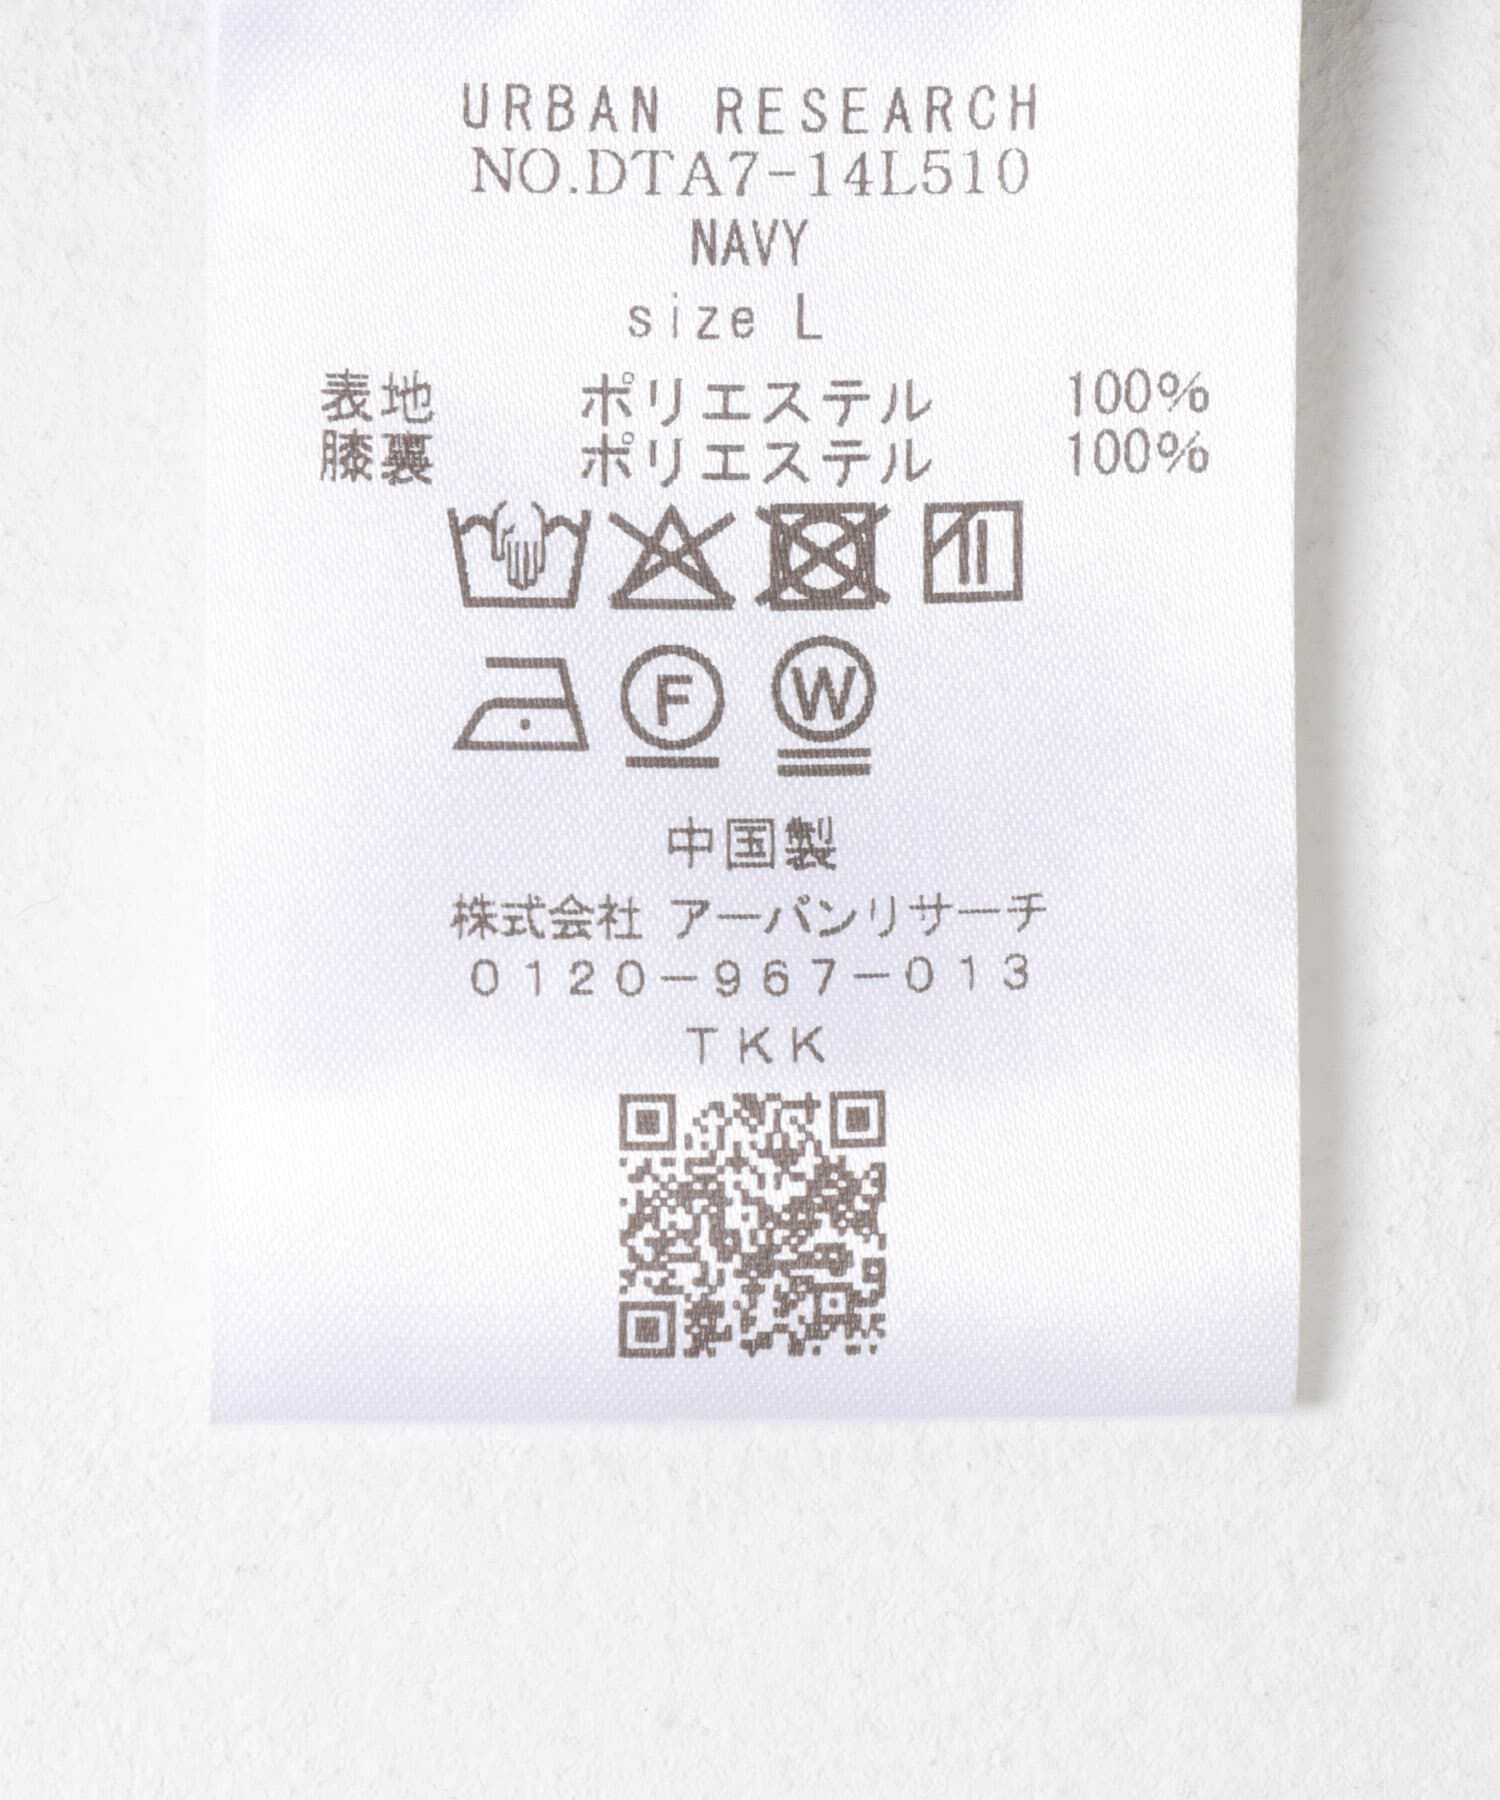 URBAN RESEARCH
NO.DTA7-14L510
NAVY
size L
表地 ポリエステル 100%
膝裏 ポリエステル 100%
F W
中国製
株式会社 アーバンリサーチ
0120-967-013
TKK